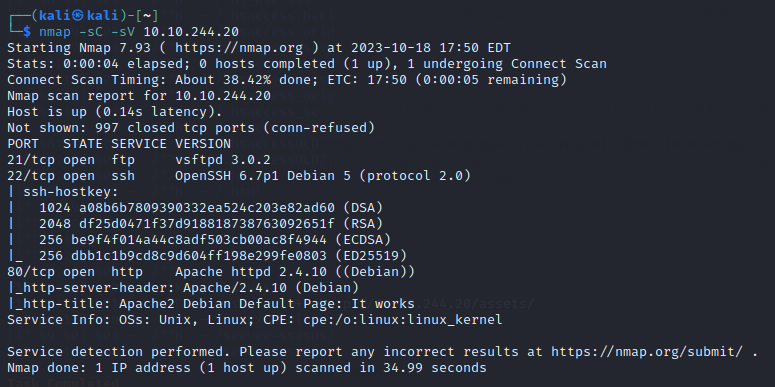 ┌──(kali㉿kali)-[~]
└─$ nmap -sC -sV 10.10.244.20
Starting Nmap 7.93 ( https://nmap.org ) at 2023-10-18 17:50 EDT
Stats: 0:00:04 elapsed; 0 hosts completed (1 up), 1 undergoing Connect Scan
Connect Scan Timing: About 38.42% done; ETC: 17:50 (0:00:05 remaining)
Nmap scan report for 10.10.244.20
Host is up (0.14s latency).
Not shown: 997 closed tcp ports (conn-refused)
PORT   STATE SERVICE VERSION
21/tcp open  ftp     vsftpd 3.0.2
22/tcp open  ssh     OpenSSH 6.7p1 Debian 5 (protocol 2.0)
| ssh-hostkey:
|   1024 a08b6b7809390332ea524c203e82ad60 (DSA)
|   2048 df25d0471f37d918818738763092651f (RSA)
|   256 be9f4f014a44c8adf503cb00ac8f4944 (ECDSA)
|_  256 dbb1c1b9cd8c9d604ff198e299fe0803 (ED25519)
80/tcp open  http    Apache httpd 2.4.10 ((Debian))
|_http-server-header: Apache/2.4.10 (Debian)
|_http-title: Apache2 Debian Default Page: It works
Service Info: OSs: Unix, Linux; CPE: cpe:/o:linux:linux_kernel

Service detection performed. Please report any incorrect results at https://nmap.org/submit/ .
Nmap done: 1 IP address (1 host up) scanned in 34.99 seconds